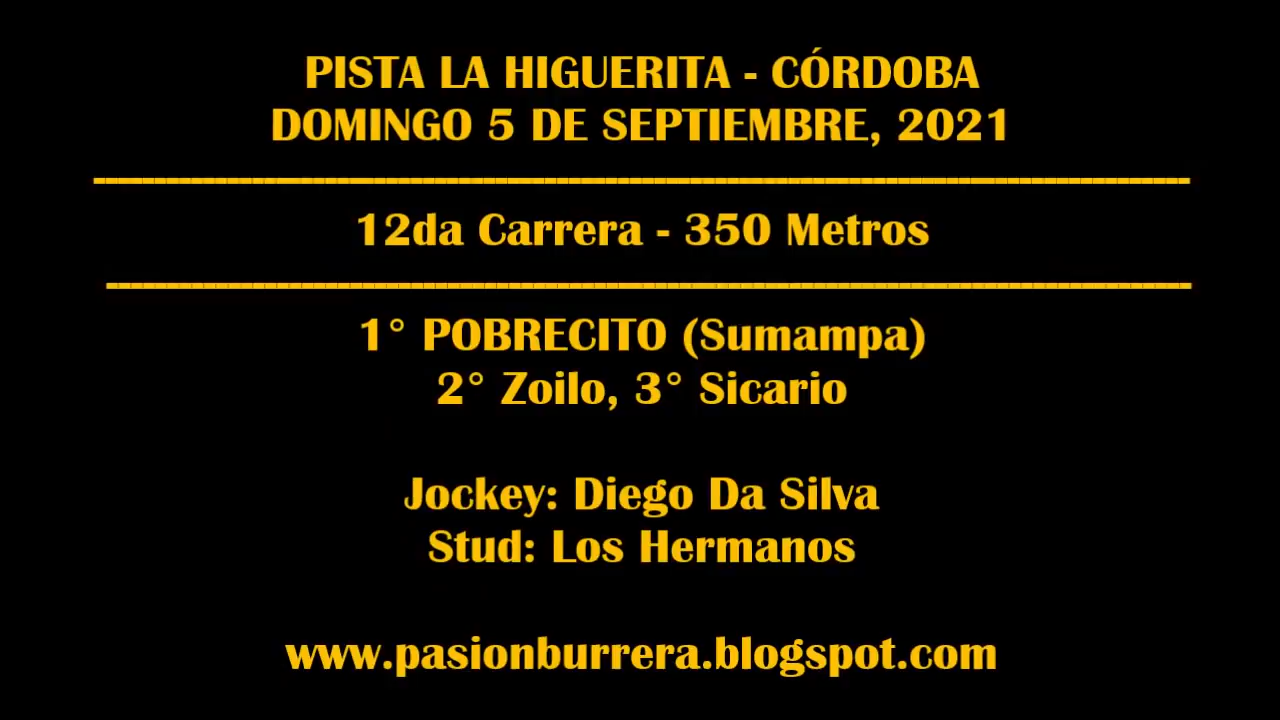 PISTA LA HIGUERITA - CÓRDOBA
DOMINGO 5 DE SEPTIEMBRE, 2021
12da Carrera - 350 Metros
1° POBRECITO (Sumampa)
2° Zoilo, 3° Sicario
Jockey: Diego Da Silva
Stud: Los Hermanos
www.pasionburrera.blogspot.com